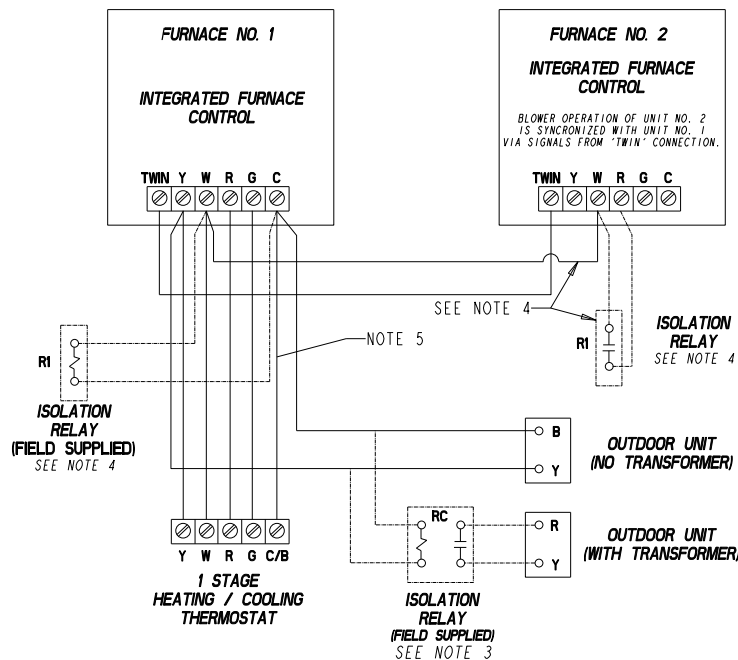 FURNACE NO. 1
INTEGRATED FURNACE
CONTROL
TWIN Y W R G C
FURNACE NO. 2
INTEGRATED FURNACE
CONTROL
BLOWER OPERATION OF UNIT NO. 2
IS SYNCRONIZED WITH UNIT NO. 1
VIA SIGNALS FROM 'TWIN' CONNECTION.
TWIN Y W R G C
SEE NOTE 4
NOTE 5
R1
ISOLATION
RELAY
(FIELD SUPPLIED)
SEE NOTE 4
R1
ISOLATION
RELAY
SEE NOTE 4
B
Y
OUTDOOR UNIT
(NO TRANSFORMER)
R
Y
OUTDOOR UNIT
(WITH TRANSFORMER)
RC
ISOLATION
RELAY
(FIELD SUPPLIED)
SEE NOTE 3
Y W R G C/B
1 STAGE
HEATING / COOLING
THERMOSTAT